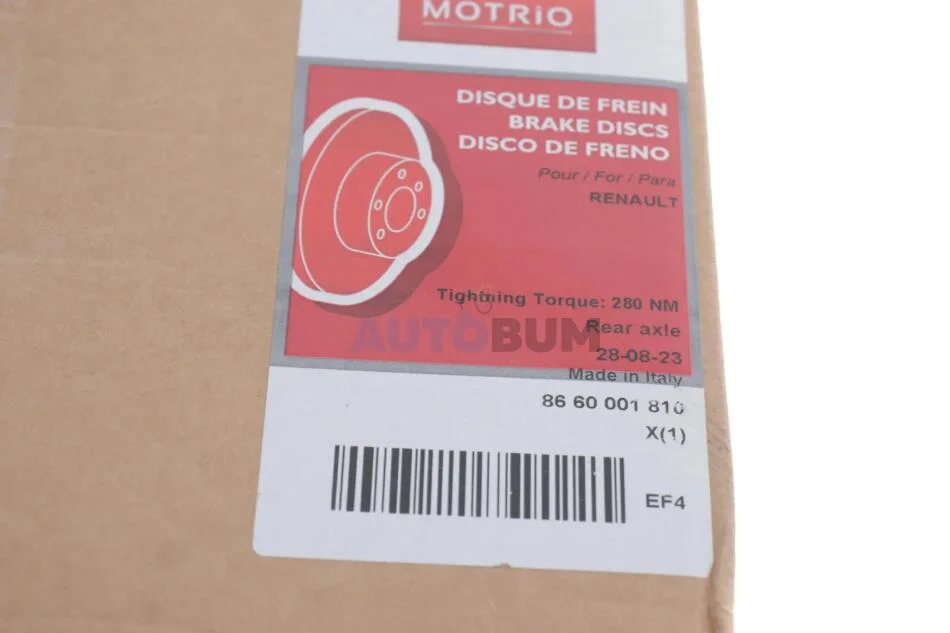 MOTRiO
DISQUE DE FREIN
BRAKE DISCS
DISCO DE FRENO
Pour / For / Para
RENAULT
Tightning Torque: 280 NM
Rear axle
AUTOBUM
28-08-23
Made in Italy
86 60 001 810
X(1)
EF4